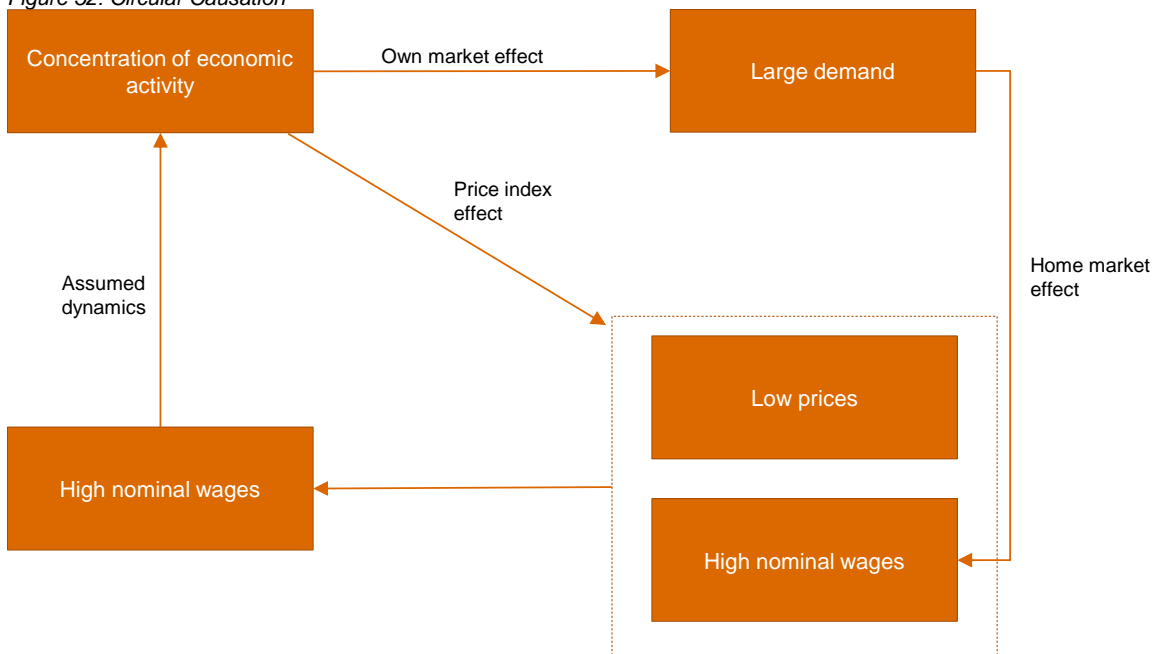 Figure 32: Circular Causation
Concentration of economic
activity
Own market effect
Large demand
Price index
effect
Home market
effect
Assumed
dynamics
Low prices
High nominal wages
High nominal wages